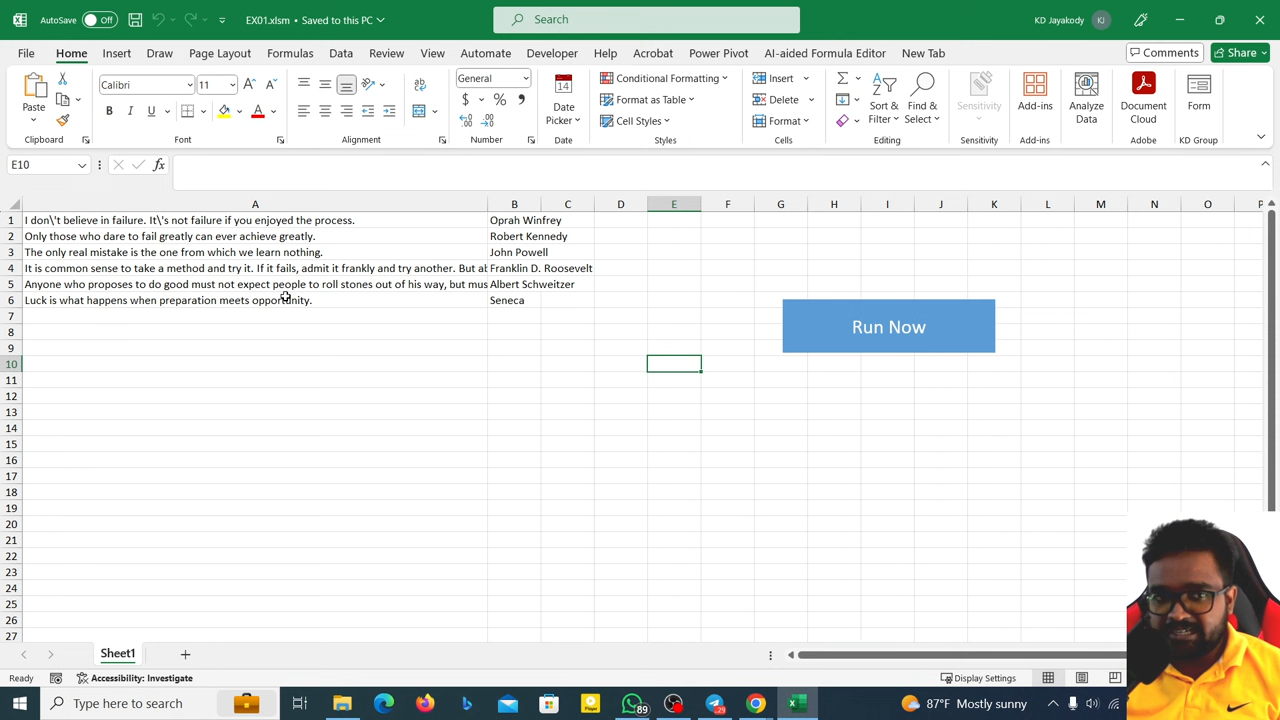 AutoSave Off EX01.xlsm • Saved to this PC Search KD Jayakody KJ
File Home Insert Draw Page Layout Formulas Data Review View Automate Developer Help Acrobat Power Pivot AI-aided Formula Editor New Tab Comments Share
Paste Calibri 11 General Conditional Formatting Insert
B I U $ % Date Picker Format as Table Delete Sort & Filter Find & Select Sensitivity Add-ins Analyze Data Document Cloud Form
Cell Styles Format
Clipboard Font Alignment Number Date Styles Cells Editing Sensitivity Add-ins Adobe KD Group
E10 fx
A B C D E F G H I J K L M N O P
1 I don\'t believe in failure. It\'s not failure if you enjoyed the process. Oprah Winfrey
2 Only those who dare to fail greatly can ever achieve greatly. Robert Kennedy
3 The only real mistake is the one from which we learn nothing. John Powell
4 It is common sense to take a method and try it. If it fails, admit it frankly and try another. But ab Franklin D. Roosevelt
5 Anyone who proposes to do good must not expect people to roll stones out of his way, but mus Albert Schweitzer
6 Luck is what happens when preparation meets opportunity. Seneca
7
8 Run Now
9
10
11
12
13
14
15
16
17
18
19
20
21
22
23
24
25
26
27
Sheet1
Ready Accessibility: Investigate Display Settings
Type here to search 89 29 87°F Mostly sunny